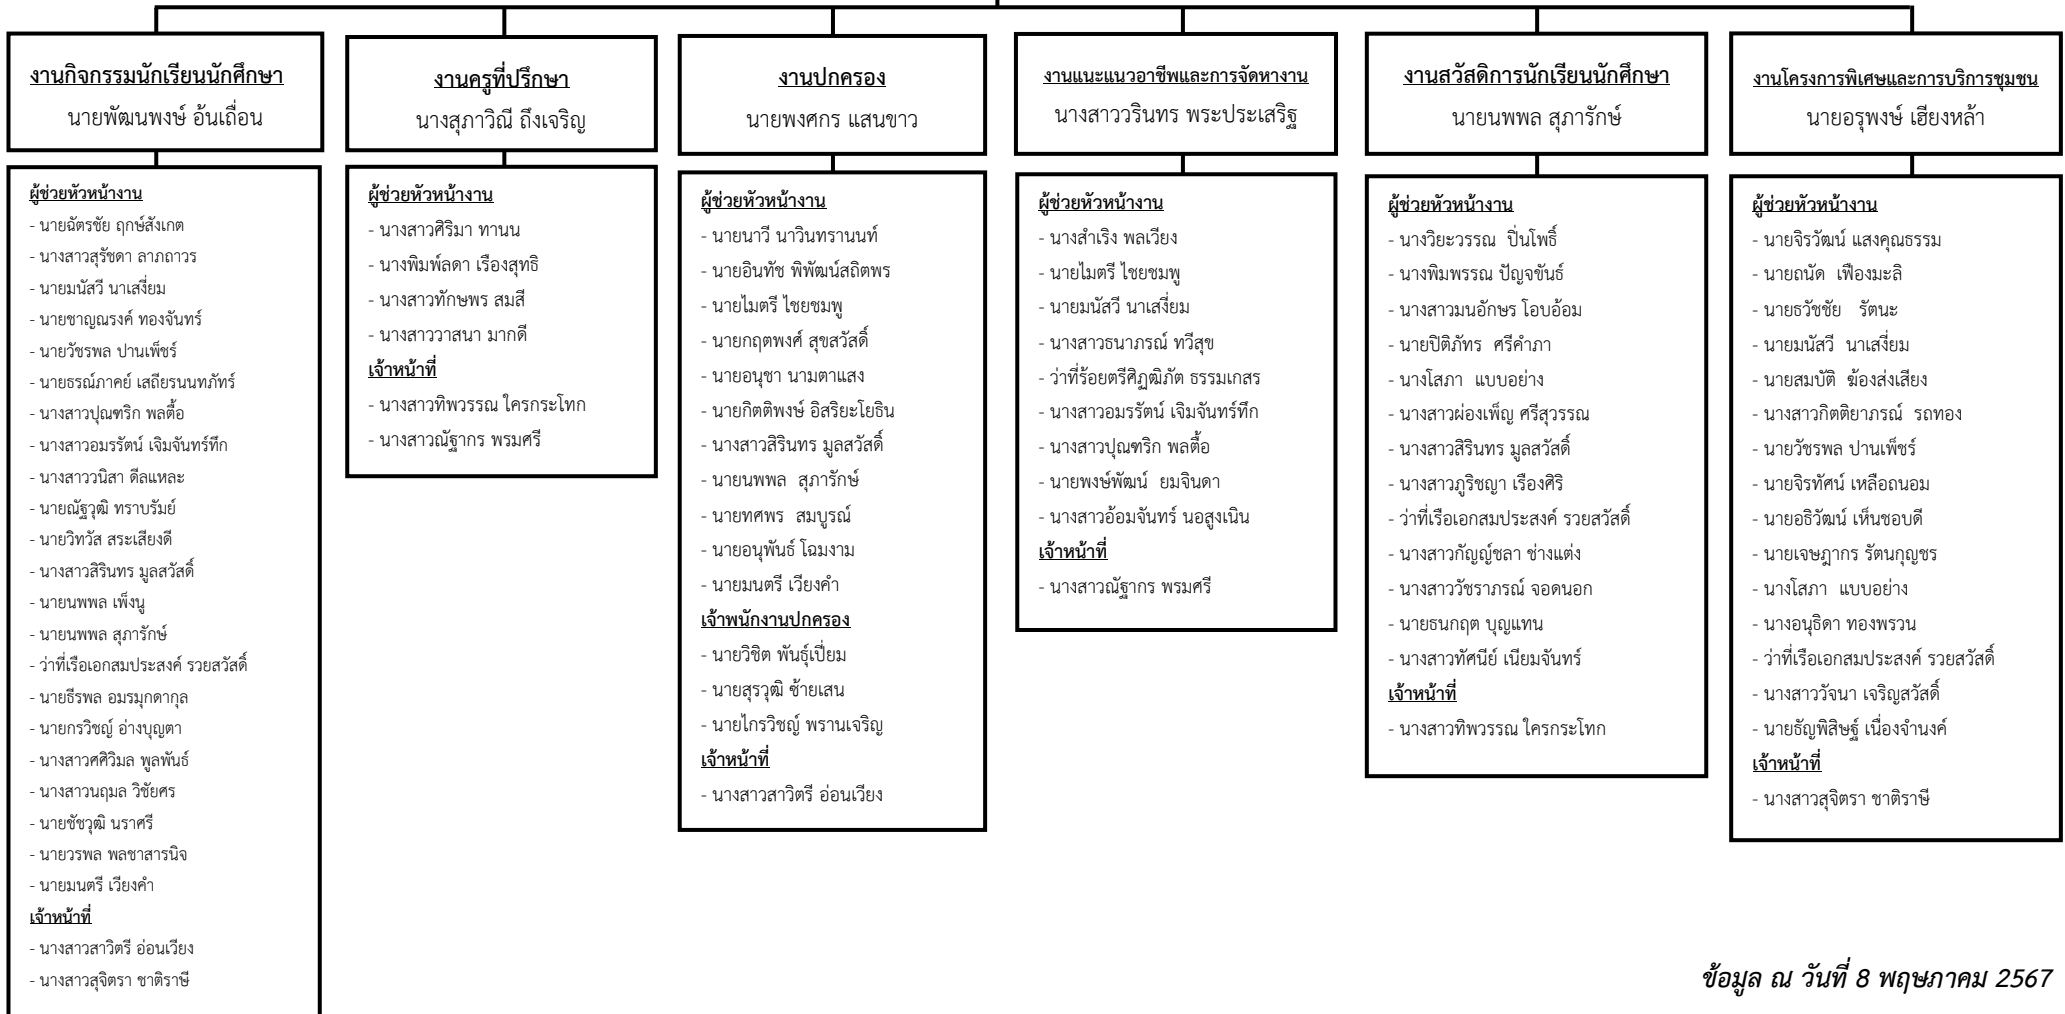 งานกิจกรรมนักเรียนนักศึกษา
นายพัฒนพงษ์ อ้นเถื่อน
ผู้ช่วยหัวหน้างาน
- นายฉัตรชัย ฤกษ์สังเกต
- นางสาวสุรัชดา ลาภถาวร
- นายมนัสวี นาเสงี่ยม
- นายชาญณรงค์ ทองจันทร์
- นายวัชรพล ปานเพ็ชร์
- นายธรณ์ภาคย์ เสถียรนนทภัทร์
- นางสาวปุณฑริก พลตื้อ
- นางสาวอมรรัตน์ เจิมจันทร์ทึก
- นางสาววนิสา ดีลแหละ
- นายณัฐวุฒิ ทราบรัมย์
- นายวิทวัส สระเสียงดี
- นางสาวสิรินทร มูลสวัสดิ์
- นายนพพล เพ็งนู
- นายนพพล สุภารักษ์
- ว่าที่เรือเอกสมประสงค์ รวยสวัสดิ์
- นายธีรพล อมรมุกดากุล
- นายกรวิชญ์ อ่างบุญตา
- นางสาวศศิวิมล พูลพันธ์
- นางสาวนฤมล วิชัยศร
- นายชัชวุฒิ นราศรี
- นายวรพล พลชาสารนิจ
- นายมนตรี เวียงคำ
เจ้าหน้าที่
- นางสาวสาวิตรี อ่อนเวียง
- นางสาวสุจิตรา ชาติราษี
งานครูที่ปรึกษา
นางสุภาวิณี ถึงเจริญ
ผู้ช่วยหัวหน้างาน
- นางสาวศิริมา ทานน
- นางพิมพ์ลดา เรืองสุทธิ
- นางสาวทักษพร สมสี
- นางสาววาสนา มากดี
เจ้าหน้าที่
- นางสาวทิพวรรณ ใครกระโทก
- นางสาวณัฐากร พรมศรี
งานปกครอง
นายพงศกร แสนขาว
ผู้ช่วยหัวหน้างาน
- นายนาวี นาวินทรานนท์
- นายอินทัช พิพัฒน์สถิตพร
- นายไมตรี ไชยชมพู
- นายกฤตพงศ์ สุขสวัสดิ์
- นายอนุชา นามตาแสง
- นายกิตติพงษ์ อิสริยะโยธิน
- นางสาวสิรินทร มูลสวัสดิ์
- นายนพพล สุภารักษ์
- นายทศพร สมบูรณ์
- นายอนุพันธ์ โฉมงาม
- นายมนตรี เวียงคำ
เจ้าพนักงานปกครอง
- นายวิชิต พันธุ์เปี่ยม
- นายสุรวุฒิ ซ้ายเสน
- นายไกรวิชญ์ พรานเจริญ
เจ้าหน้าที่
- นางสาวสาวิตรี อ่อนเวียง
งานแนะแนวอาชีพและการจัดหางาน
นางสาววรินทร พระประเสริฐ
ผู้ช่วยหัวหน้างาน
- นางสำเริง พลเวียง
- นายไมตรี ไชยชมพู
- นายมนัสวี นาเสงี่ยม
- นางสาวธนาภรณ์ ทวีสุข
- ว่าที่ร้อยตรีศิฏฒิภัต ธรรมเกสร
- นางสาวอมรรัตน์ เจิมจันทร์ทึก
- นางสาวปุณฑริก พลตื้อ
- นายพงษ์พัฒน์ ยมจินดา
- นางสาวอ้อมจันทร์ นอสูงเนิน
เจ้าหน้าที่
- นางสาวณัฐากร พรมศรี
งานสวัสดิการนักเรียนนักศึกษา
นายนพพล สุภารักษ์
ผู้ช่วยหัวหน้างาน
- นางวิยะวรรณ ปิ่นโพธิ์
- นางพิมพรรณ ปัญจขันธ์
- นางสาวมนอักษร โอบอ้อม
- นายปิติภัทร ศรีคำภา
- นางโสภา แบบอย่าง
- นางสาวผ่องเพ็ญ ศรีสุวรรณ
- นางสาวสิรินทร มูลสวัสดิ์
- นางสาวภูริชญา เรืองศิริ
- ว่าที่เรือเอกสมประสงค์ รวยสวัสดิ์
- นางสาวกัญญ์ชลา ช่างแต่ง
- นางสาววัชราภรณ์ จอดนอก
- นายธนกฤต บุญแทน
- นางสาวทัศนีย์ เนียมจันทร์
เจ้าหน้าที่
- นางสาวทิพวรรณ ใครกระโทก
งานโครงการพิเศษและการบริการชุมชน
นายอรุพงษ์ เฮียงหล้า
ผู้ช่วยหัวหน้างาน
- นายจิรวัฒน์ แสงคุณธรรม
- นายถนัด เฟืองมะลิ
- นายธวัชชัย รัตนะ
- นายมนัสวี นาเสงี่ยม
- นายสมบัติ ฆ้องส่งเสียง
- นางสาวกิตติยาภรณ์ รถทอง
- นายวัชรพล ปานเพ็ชร์
- นายจิรทัศน์ เหลือถนอม
- นายอธิวัฒน์ เห็นชอบดี
- นายเจษฎากร รัตนกุญชร
- นางโสภา แบบอย่าง
- นางอนุธิดา ทองพรวน
- ว่าที่เรือเอกสมประสงค์ รวยสวัสดิ์
- นางสาววัจนา เจริญสวัสดิ์
- นายธัญพิสิษฐ์ เนื่องจำนงค์
เจ้าหน้าที่
- นางสาวสุจิตรา ชาติราษี
ข้อมูล ณ วันที่ 8 พฤษภาคม 2567